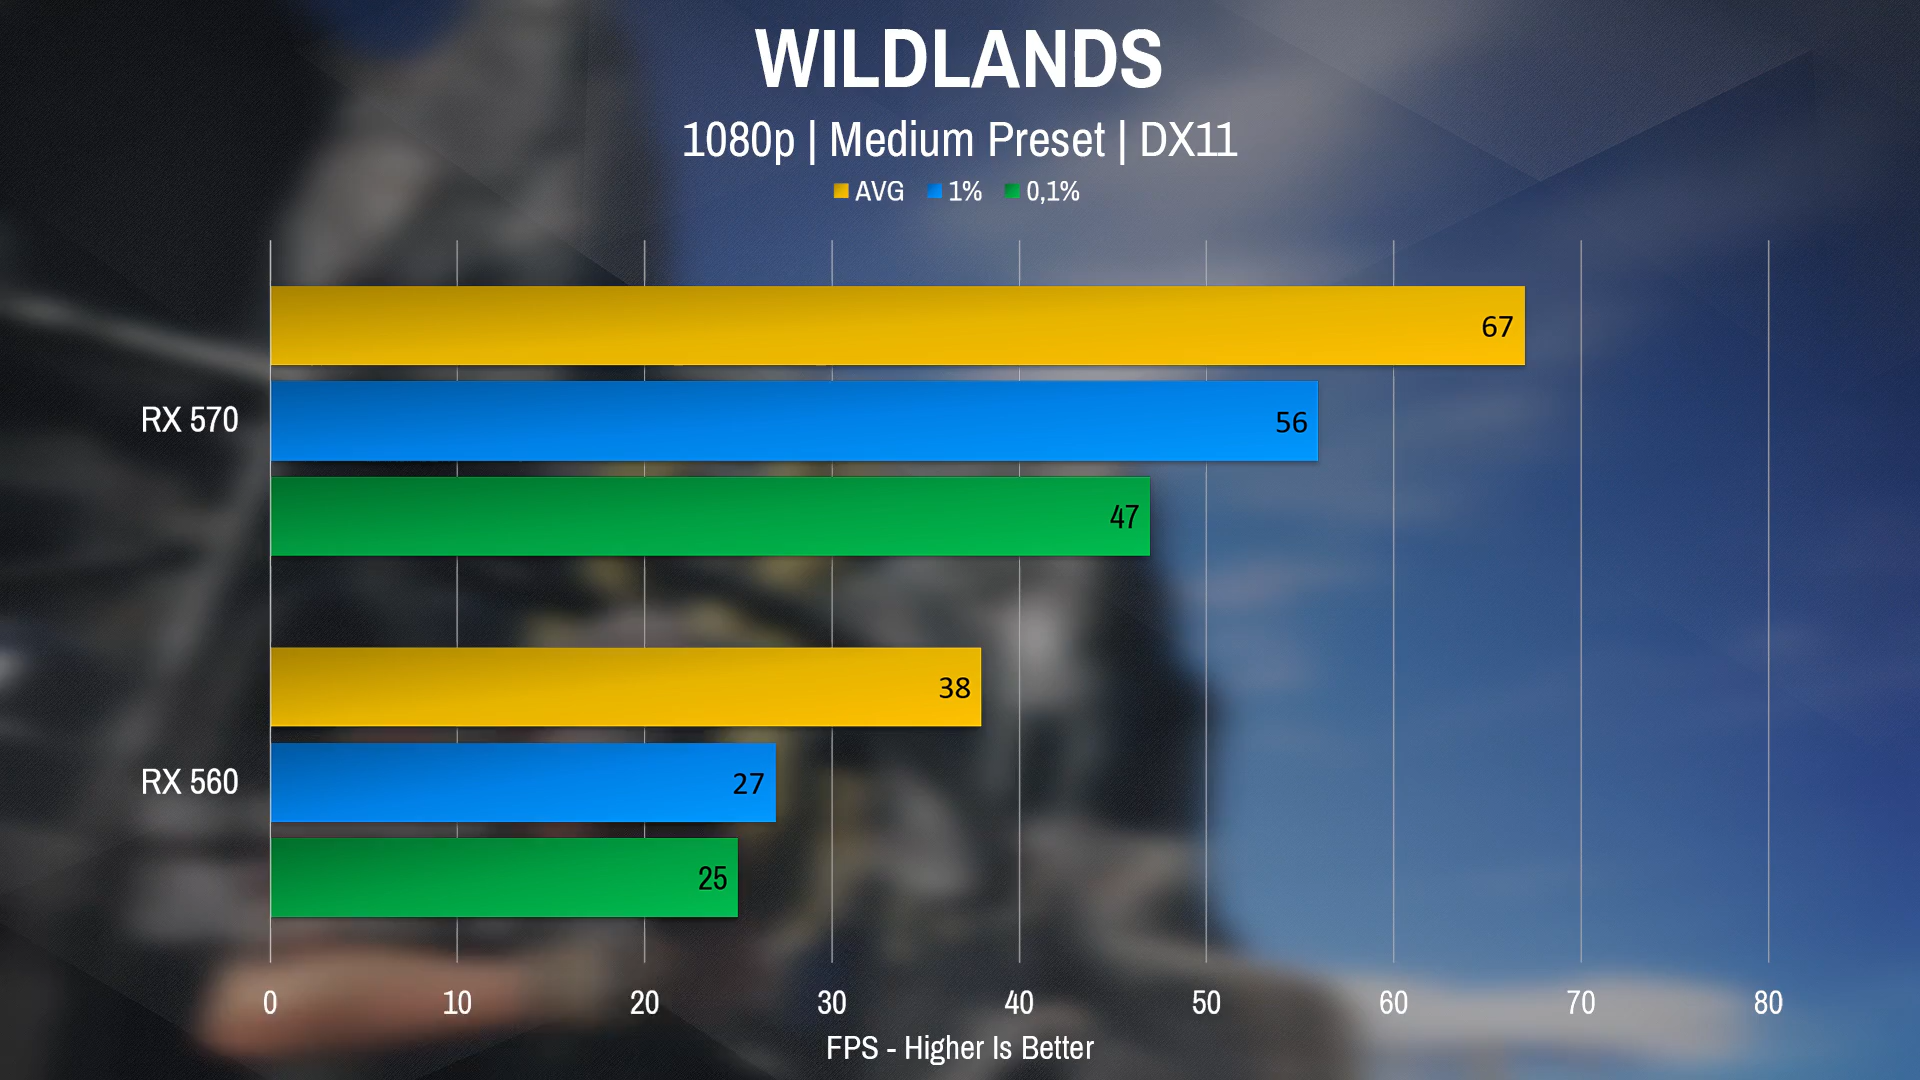 WILDLANDS
1080p | Medium Preset | DX11
AVG 1% 0,1%
67
RX 570
56
47
38
RX 560
27
25
0 10 20 30 40 50 60 70 80
FPS - Higher Is Better